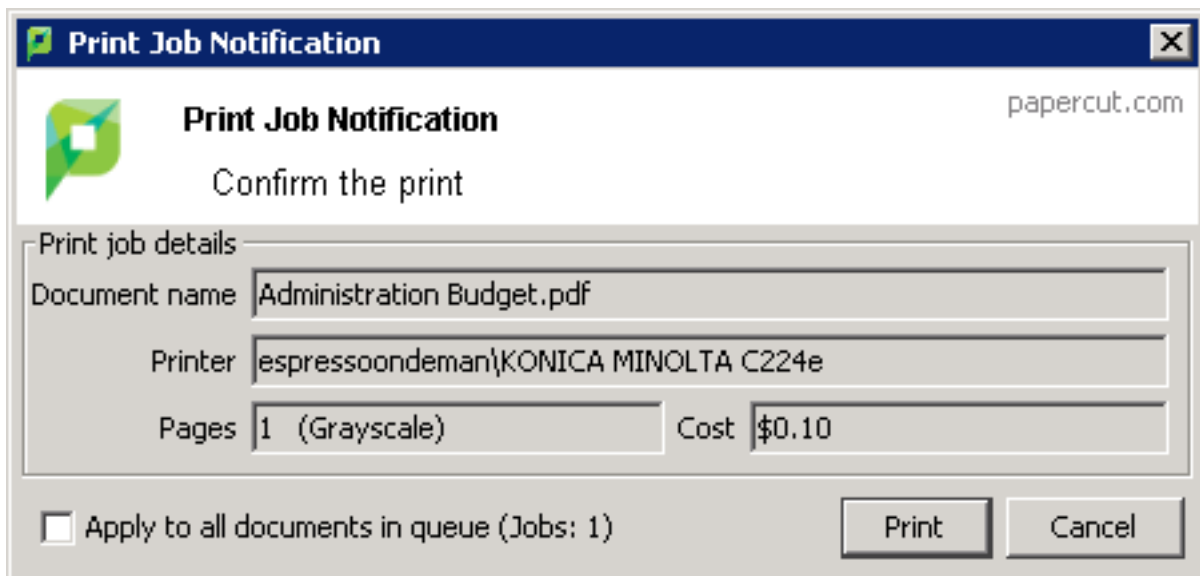 Print Job Notification
papercut.com
Print Job Notification
Confirm the print
Print job details
Document name Administration Budget.pdf
Printer espressoondeman\KONICA MINOLTA C224e
Pages 1 (Grayscale) Cost $0.10
Apply to all documents in queue (Jobs: 1) Print Cancel